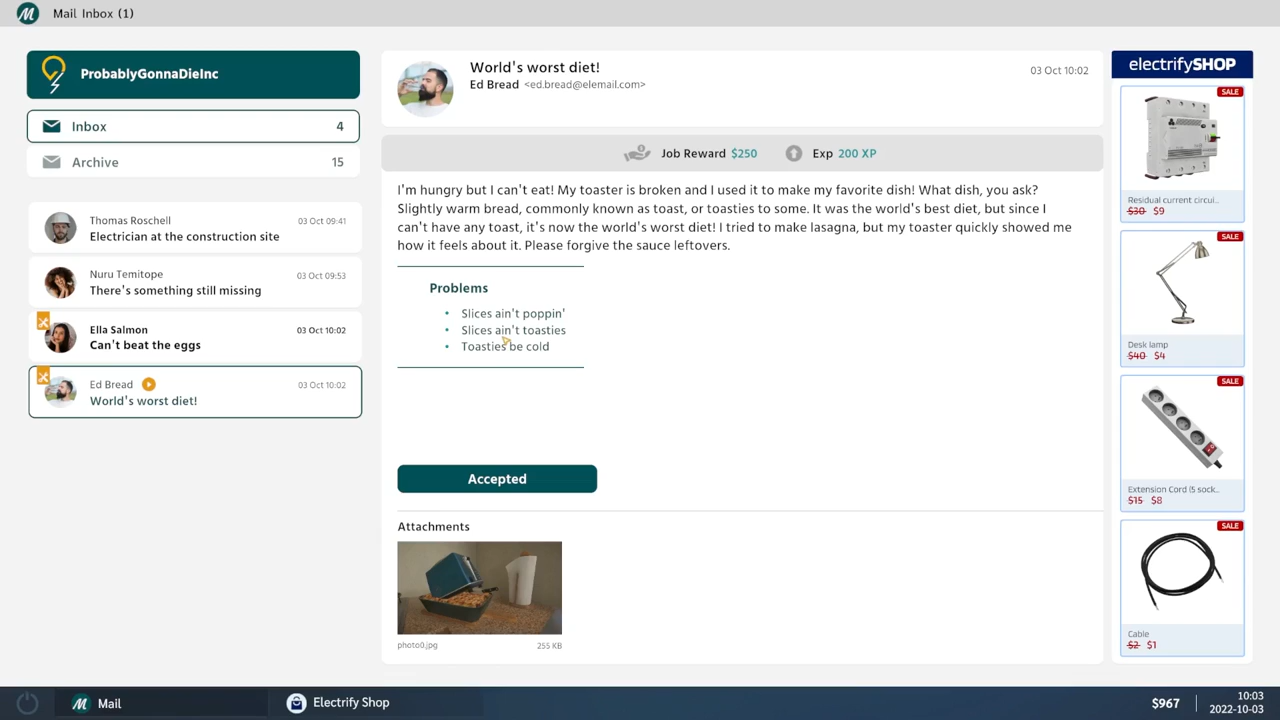 Mail Inbox (1)
ProbablyGonnaDieInc
Inbox 4
Archive 15
Thomas Roschell 03 Oct 09:41
Electrician at the construction site
Nuru Temitope 03 Oct 09:53
There's something still missing
Ella Salmon 03 Oct 10:02
Can't beat the eggs
Ed Bread 03 Oct 10:02
World's worst diet!
World's worst diet!
Ed Bread <ed.bread@elemail.com>
03 Oct 10:02
Job Reward $250 Exp 200 XP
I'm hungry but I can't eat! My toaster is broken and I used it to make my favorite dish! What dish, you ask?
Slightly warm bread, commonly known as toast, or toasties to some. It was the world's best diet, but since I
can't have any toast, it's now the world's worst diet! I tried to make lasagna, but my toaster quickly showed me
how it feels about it. Please forgive the sauce leftovers.
Problems
• Slices ain't poppin'
• Slices ain't toasties
• Toasties be cold
Accepted
Attachments
photo0.jpg 255 KB
electrifySHOP
SALE
Residual current circui...
$30 $9
SALE
Desk lamp
$40 $4
SALE
Extension Cord (5 sock...
$15 $8
SALE
Cable
$2 $1
Mail
Electrify Shop
$967
10:03
2022-10-03